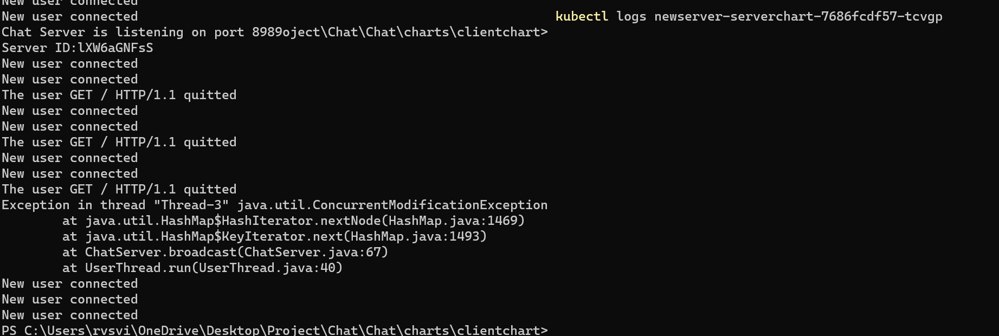 New user connected
New user connected kubectl logs newserver-serverchart-7686fcdf57-tcvgp
Chat Server is listening on port 8989oject\Chat\Chat\charts\clientchart>
Server ID:lXW6aGNFsS
New user connected
New user connected
The user GET / HTTP/1.1 quitted
New user connected
New user connected
The user GET / HTTP/1.1 quitted
New user connected
New user connected
The user GET / HTTP/1.1 quitted
Exception in thread "Thread-3" java.util.ConcurrentModificationException
at java.util.HashMap$HashIterator.nextNode(HashMap.java:1469)
at java.util.HashMap$KeyIterator.next(HashMap.java:1493)
at ChatServer.broadcast(ChatServer.java:67)
at UserThread.run(UserThread.java:40)
New user connected
New user connected
New user connected
PS C:\Users\rvsvi\OneDrive\Desktop\Project\Chat\Chat\charts\clientchart>